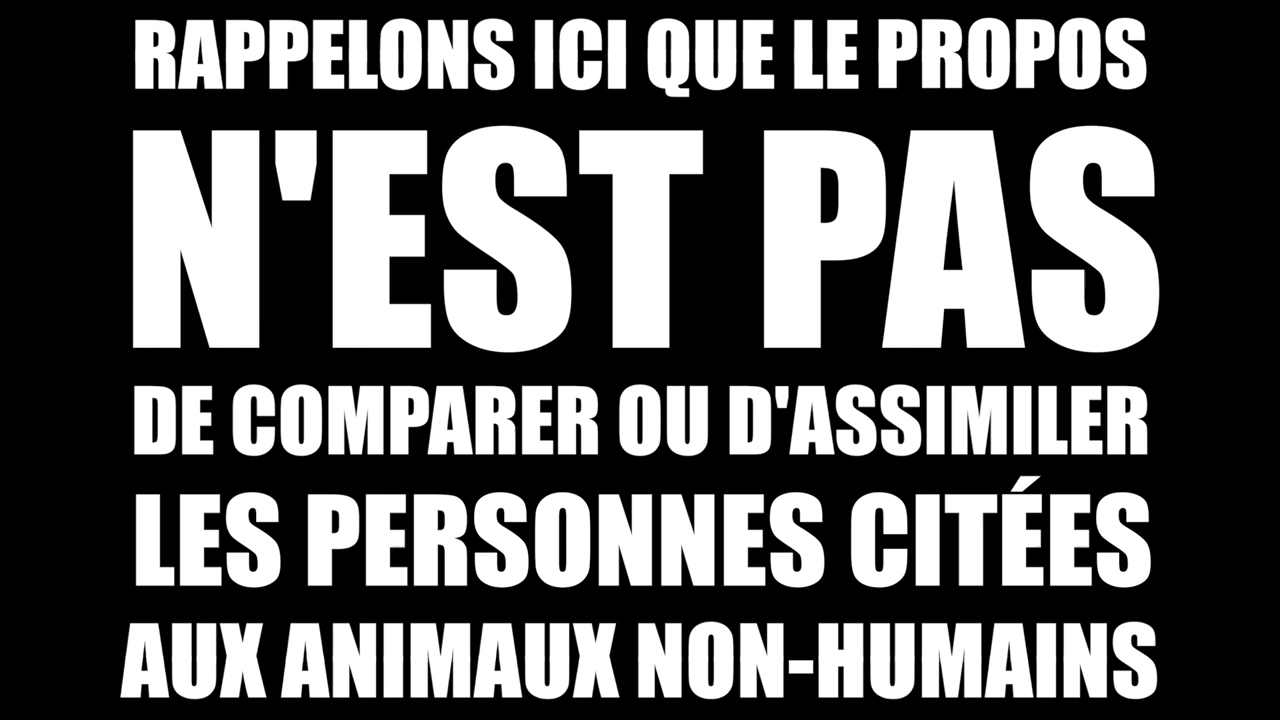 RAPPELONS ICI QUE LE PROPOS
N'EST PAS
DE COMPARER OU D'ASSIMILER
LES PERSONNES CITÉES
AUX ANIMAUX NON-HUMAINS